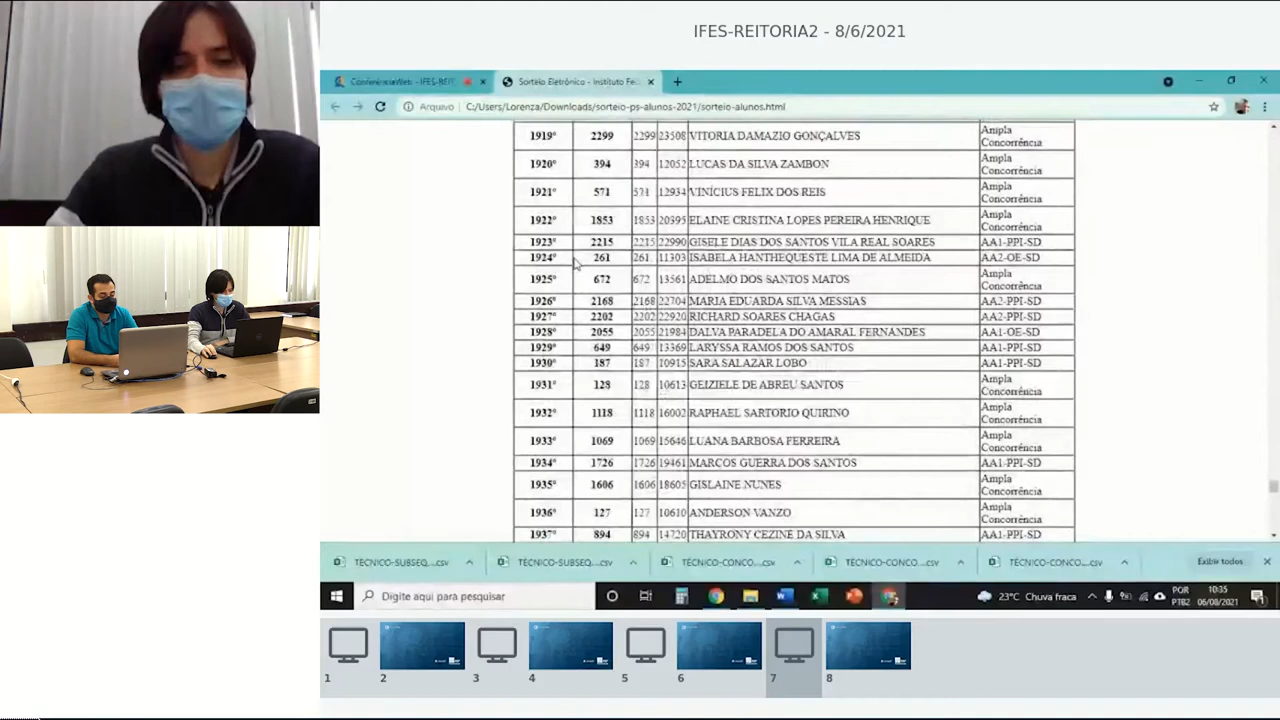 IFES-REITORIA2 - 8/6/2021
ConferênciaWeb - IFES-REIT
Sorteio Eletrônico - Instituto Fe...
Arquivo | C:/Users/Lorenza/Downloads/sorteio-ps-alunos-2021/sorteio-alunos.html
1919º 2299 2299 23508 VITORIA DAMAZIO GONÇALVES Ampla Concorrência
1920º 394 394 12052 LUCAS DA SILVA ZAMBON Ampla Concorrência
1921º 571 571 12934 VINÍCIUS FELIX DOS REIS Ampla Concorrência
1922º 1853 1853 20395 ELAINE CRISTINA LOPES PEREIRA HENRIQUE Ampla Concorrência
1923º 2215 2215 22990 GISELE DIAS DOS SANTOS VILA REAL SOARES AA1-PPI-SD
1924º 261 261 11303 ISABELA HANTHEQUESTE LIMA DE ALMEIDA AA2-OE-SD
1925º 672 672 13561 ADELMO DOS SANTOS MATOS Ampla Concorrência
1926º 2168 2168 22704 MARIA EDUARDA SILVA MESSIAS AA2-PPI-SD
1927º 2202 2202 22920 RICHARD SOARES CHAGAS AA2-PPI-SD
1928º 2055 2055 21984 DALVA PARADELA DO AMARAL FERNANDES AA1-OE-SD
1929º 649 649 13369 LARYSSA RAMOS DOS SANTOS AA1-PPI-SD
1930º 187 187 10915 SARA SALAZAR LOBO AA1-PPI-SD
1931º 128 128 10613 GEIZIELE DE ABREU SANTOS Ampla Concorrência
1932º 1118 1118 16002 RAPHAEL SARTORIO QUIRINO Ampla Concorrência
1933º 1069 1069 15646 LUANA BARBOSA FERREIRA Ampla Concorrência
1934º 1726 1726 19461 MARCOS GUERRA DOS SANTOS AA1-PPI-SD
1935º 1606 1606 18605 GISLAINE NUNES Ampla Concorrência
1936º 127 127 10610 ANDERSON VANZO Ampla Concorrência
1937º 894 894 14720 THAYRONY CEZINE DA SILVA AA1-PPI-SD
TÉCNICO-SUBSEQ....csv
TÉCNICO-SUBSEQ....csv
TÉCNICO-CONCO....csv
TÉCNICO-CONCO....csv
TÉCNICO-CONCO....csv
Exibir todos
Digite aqui para pesquisar
23°C Chuva fraca
POR
PTB2
10:35
06/08/2021
1 2 3 4 5 6 7 8